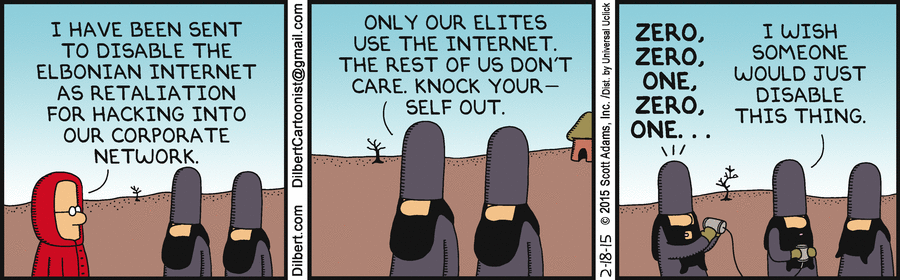 I HAVE BEEN SENT
TO DISABLE THE
ELBONIAN INTERNET
AS RETALIATION
FOR HACKING INTO
OUR CORPORATE
NETWORK.
Dilbert.com DilbertCartoonist@gmail.com
ONLY OUR ELITES
USE THE INTERNET.
THE REST OF US DON'T
CARE. KNOCK YOUR-
SELF OUT.
2-18-15 © 2015 Scott Adams, Inc. /Dist. by Universal Uclick
ZERO,
ZERO,
ONE,
ZERO,
ONE. . .
I WISH
SOMEONE
WOULD JUST
DISABLE
THIS THING.